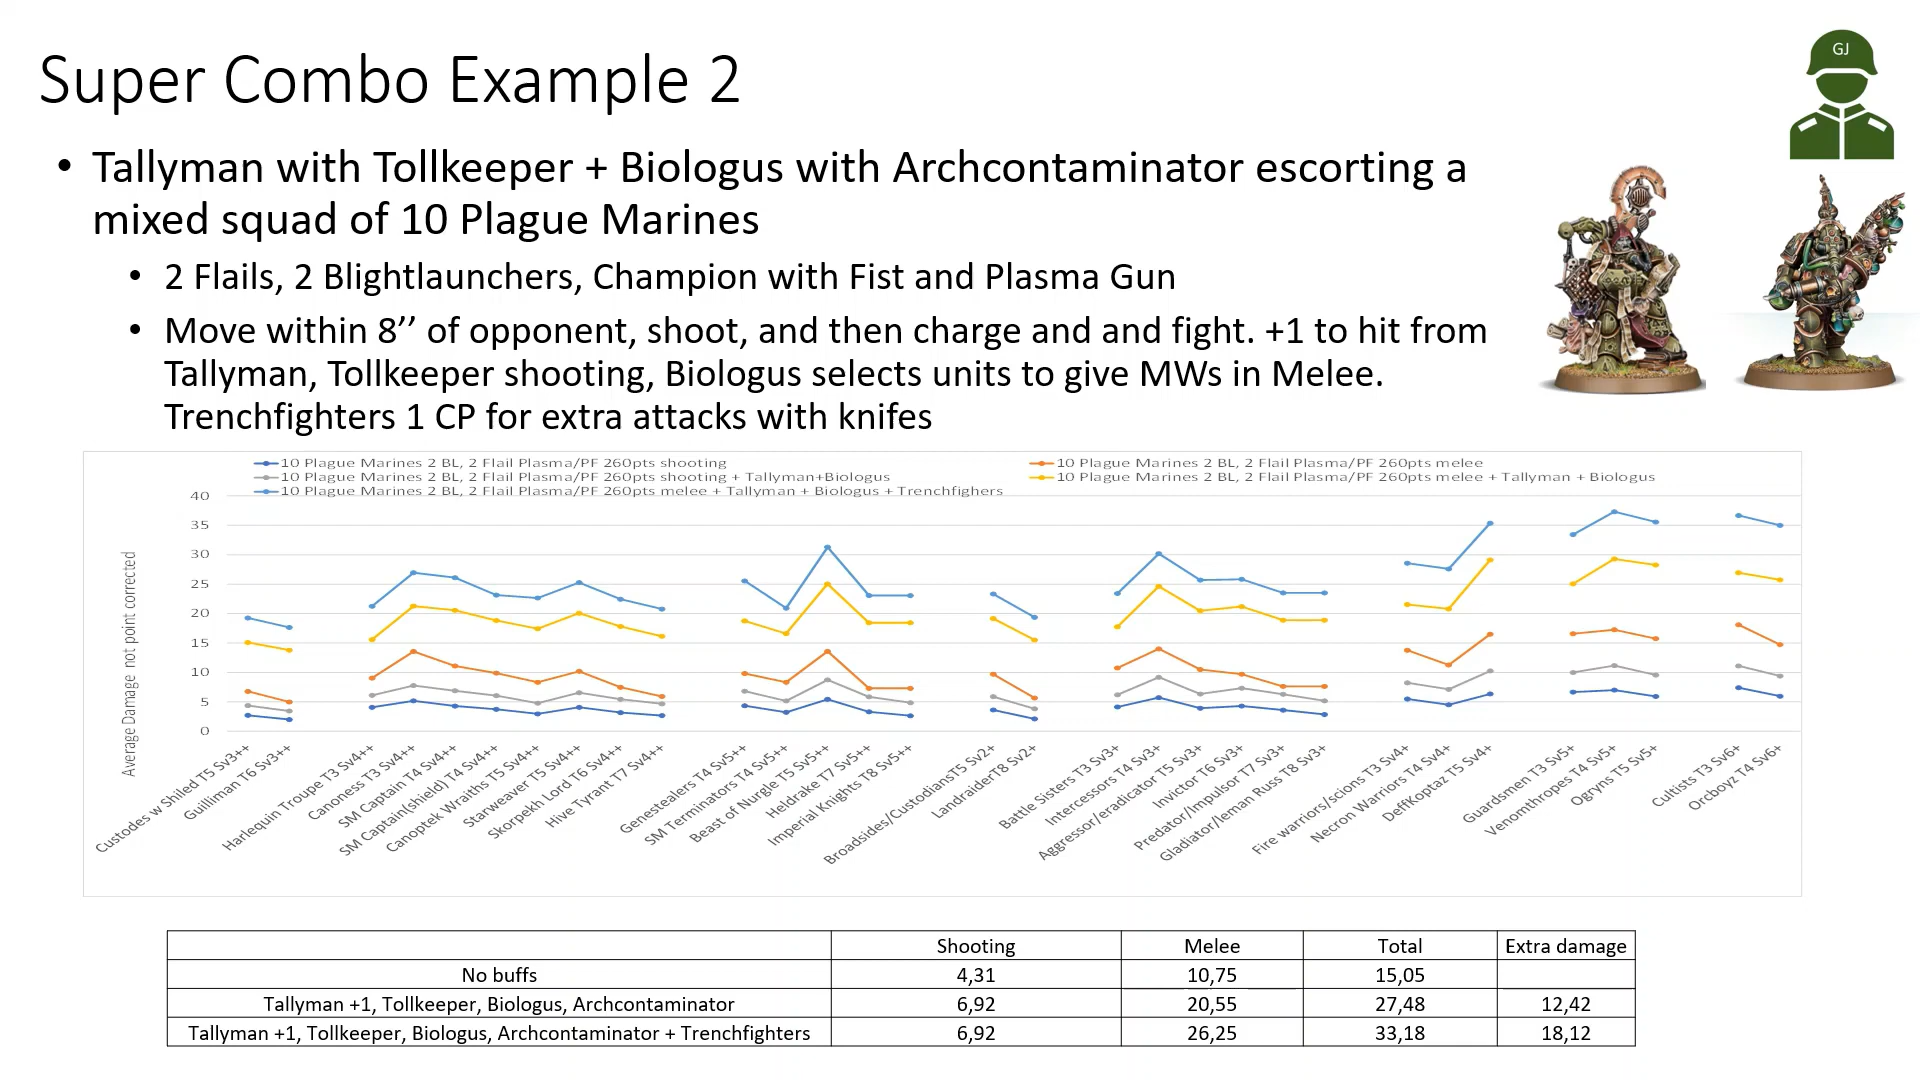 GJ
Super Combo Example 2
• Tallyman with Tollkeeper + Biologus with Archcontaminator escorting a
mixed squad of 10 Plague Marines
• 2 Flails, 2 Blightlaunchers, Champion with Fist and Plasma Gun
• Move within 8’’ of opponent, shoot, and then charge and and fight. +1 to hit from
Tallyman, Tollkeeper shooting, Biologus selects units to give MWs in Melee.
Trenchfighters 1 CP for extra attacks with knifes
10 Plague Marines 2 BL, 2 Flail Plasma/PF 260pts shooting
10 Plague Marines 2 BL, 2 Flail Plasma/PF 260pts melee
10 Plague Marines 2 BL, 2 Flail Plasma/PF 260pts shooting + Tallyman+Biologus
10 Plague Marines 2 BL, 2 Flail Plasma/PF 260pts melee + Tallyman + Biologus
10 Plague Marines 2 BL, 2 Flail Plasma/PF 260pts melee + Tallyman + Biologus + Trenchfighers
Average Damage not point corrected
40
35
30
25
20
15
10
5
0
Custodes w Shiled T5 Sv3++
Guilliman T6 Sv3++
Harlequin Troupe T3 Sv4++
Canoness T3 Sv4++
SM Captain T4 Sv4++
SM Captain(shield) T4 Sv4++
Canoptek Wraiths T5 Sv4++
Starweaver T5 Sv4++
Skorpekh Lord T6 Sv4++
Hive Tyrant T7 Sv4++
Genestealers T4 Sv5++
SM Terminators T4 Sv5++
Beast of Nurgle T5 Sv5++
Heldrake T7 Sv5++
Imperial Knights T8 Sv5++
Broadsides/CustodiansT5 Sv2+
LandraiderT8 Sv2+
Battle Sisters T3 Sv3+
Intercessors T4 Sv3+
Aggressor/eradicator T5 Sv3+
Invictor T6 Sv3+
Predator/Impulsor T7 Sv3+
Gladiator/leman Russ T8 Sv3+
Fire warriors/scions T3 Sv4+
Necron Warriors T4 Sv4+
DeffKoptaz T5 Sv4+
Guardsmen T3 Sv5+
Venomthropes T4 Sv5+
Ogryns T5 Sv5+
Cultists T3 Sv6+
Orcboyz T4 Sv6+
Shooting Melee Total Extra damage
No buffs 4,31 10,75 15,05
Tallyman +1, Tollkeeper, Biologus, Archcontaminator 6,92 20,55 27,48 12,42
Tallyman +1, Tollkeeper, Biologus, Archcontaminator + Trenchfighters 6,92 26,25 33,18 18,12